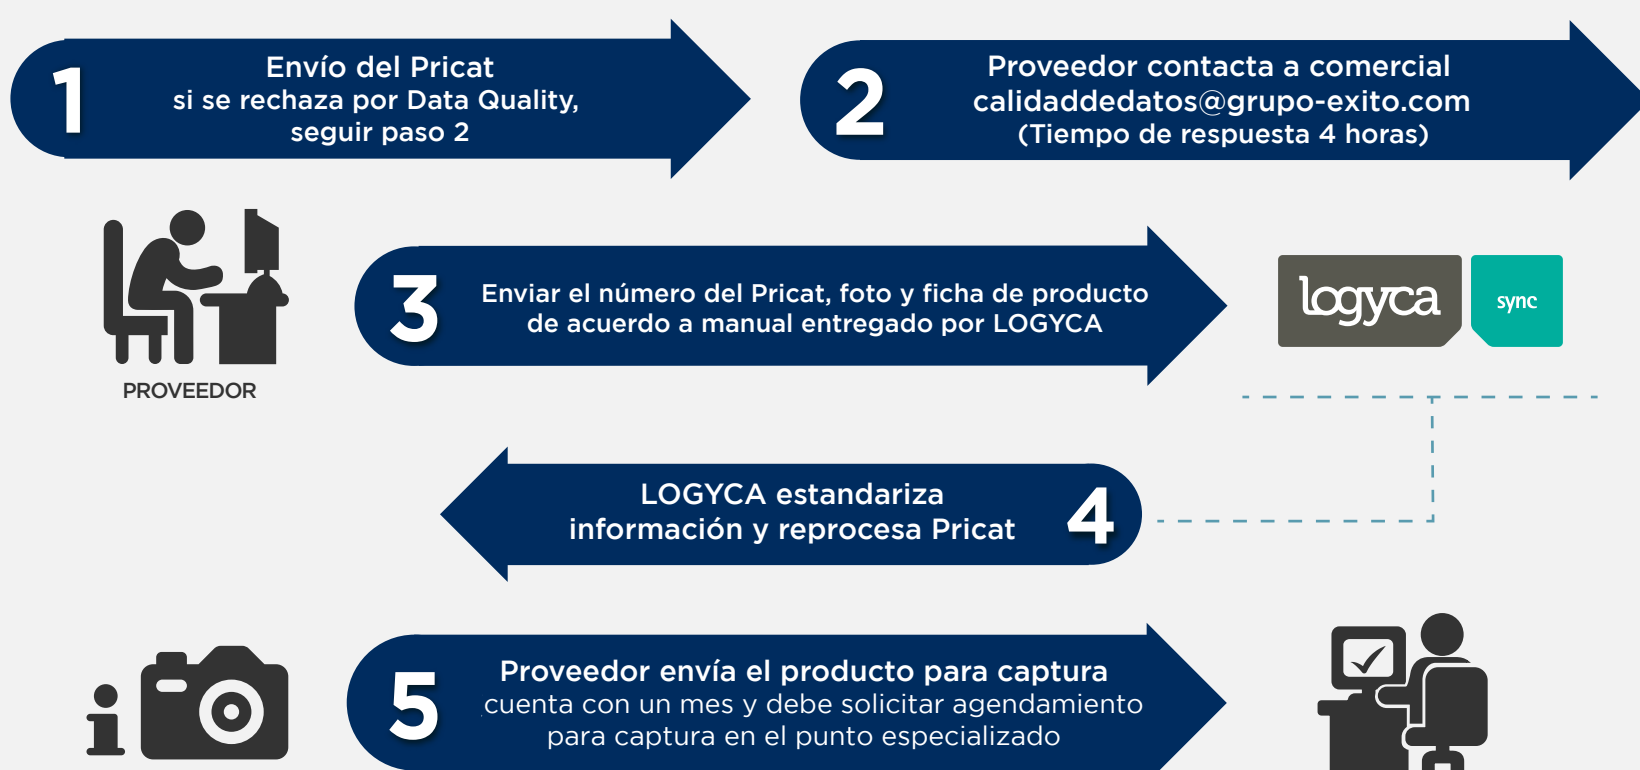 1
Envío del Pricat
si se rechaza por Data Quality,
seguir paso 2
2
Proveedor contacta a comercial
calidaddedatos@grupo-exito.com
(Tiempo de respuesta 4 horas)
PROVEEDOR
3
Enviar el número del Pricat, foto y ficha de producto
de acuerdo a manual entregado por LOGYCA
logyca sync
LOGYCA estandariza
información y reprocesa Pricat
4
5
Proveedor envía el producto para captura
cuenta con un mes y debe solicitar agendamiento
para captura en el punto especializado